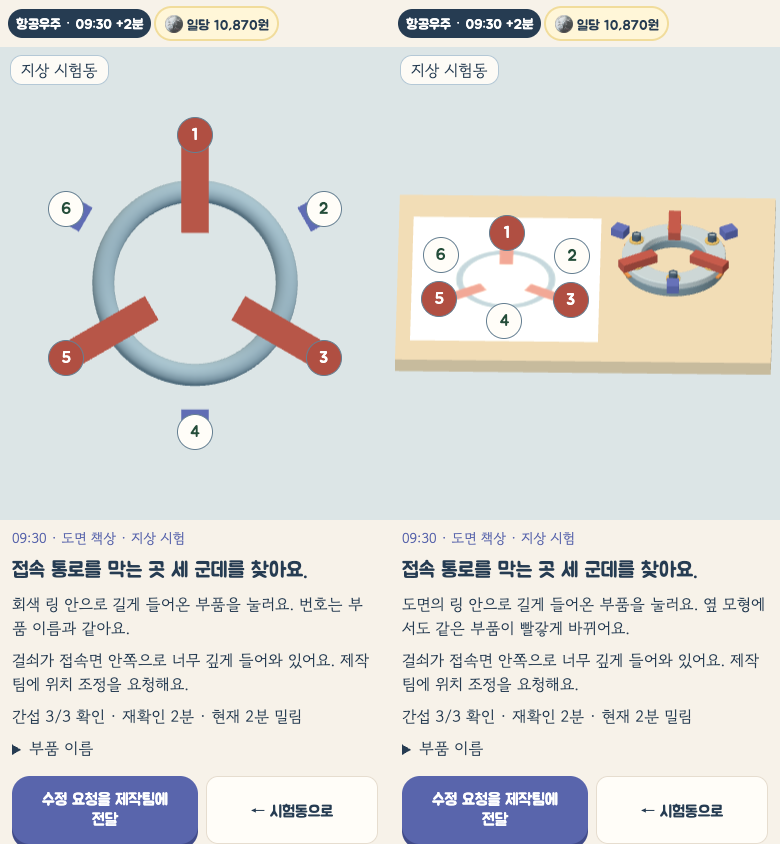 항공우주 · 09:30 +2분
일당 10,870원
지상 시험동
1
6
2
5
3
4
09:30 · 도면 책상 · 지상 시험
접속 통로를 막는 곳 세 군데를 찾아요.
회색 링 안으로 길게 들어온 부품을 눌러요. 번호는 부
품 이름과 같아요.
걸쇠가 접속면 안쪽으로 너무 깊게 들어와 있어요. 제작
팀에 위치 조정을 요청해요.
간섭 3/3 확인 · 재확인 2분 · 현재 2분 밀림
▶ 부품 이름
수정 요청을 제작팀에
전달
← 시험동으로
항공우주 · 09:30 +2분
일당 10,870원
지상 시험동
1
6
2
5
3
4
09:30 · 도면 책상 · 지상 시험
접속 통로를 막는 곳 세 군데를 찾아요.
도면의 링 안으로 길게 들어온 부품을 눌러요. 옆 모형에
서도 같은 부품이 빨갛게 바뀌어요.
걸쇠가 접속면 안쪽으로 너무 깊게 들어와 있어요. 제작
팀에 위치 조정을 요청해요.
간섭 3/3 확인 · 재확인 2분 · 현재 2분 밀림
▶ 부품 이름
수정 요청을 제작팀에
전달
← 시험동으로